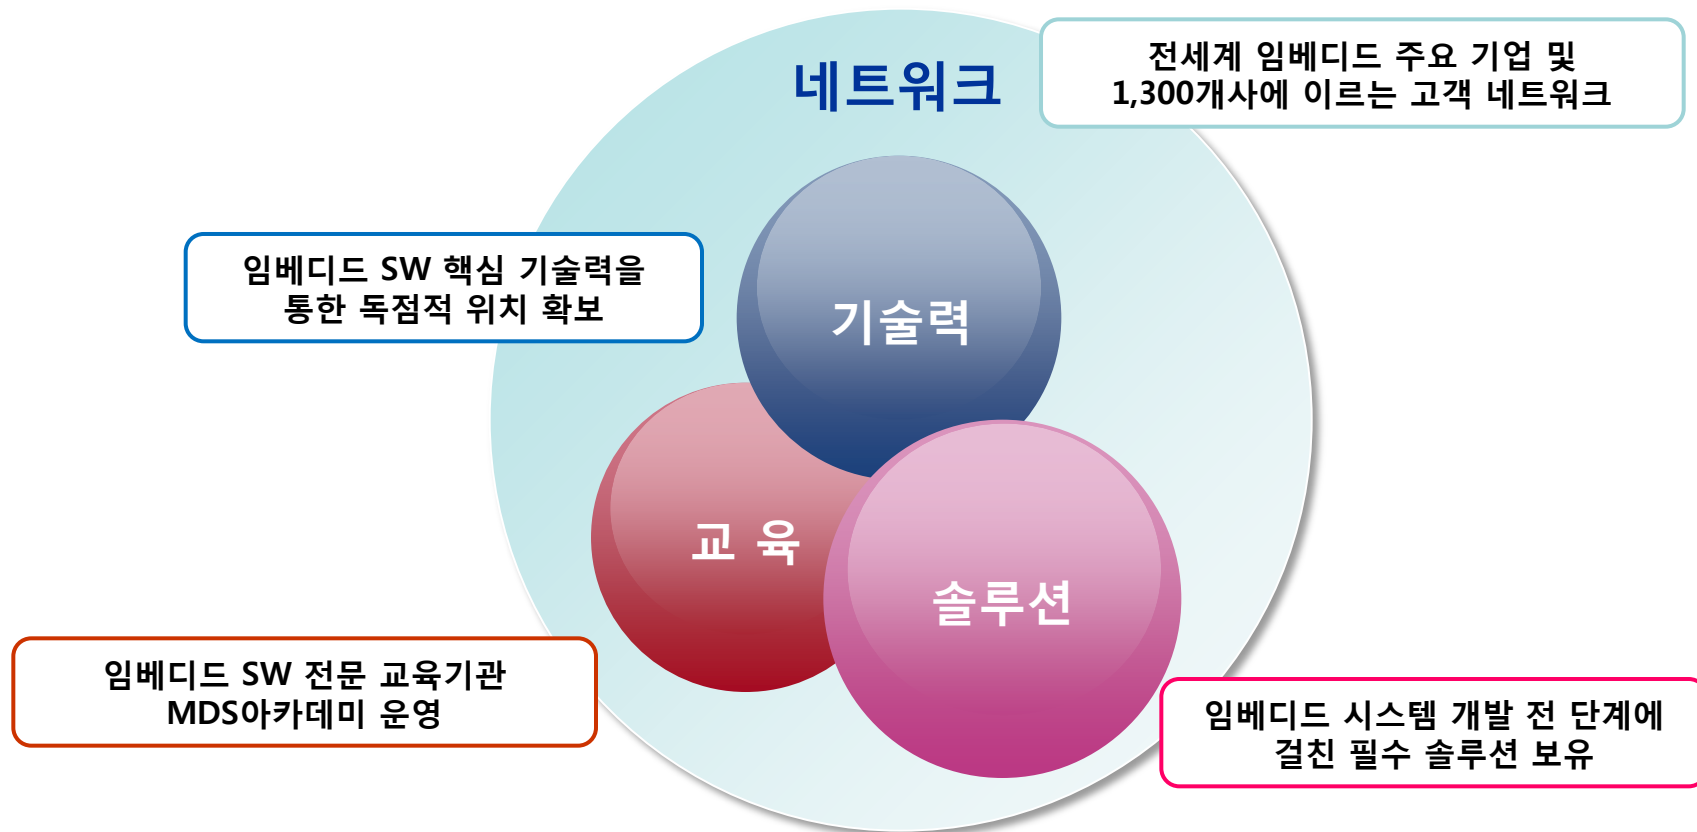 네트워크
전세계 임베디드 주요 기업 및
1,300개사에 이르는 고객 네트워크
임베디드 SW 핵심 기술력을
통한 독점적 위치 확보
기술력
교 육
솔루션
임베디드 SW 전문 교육기관
MDS아카데미 운영
임베디드 시스템 개발 전 단계에
걸친 필수 솔루션 보유